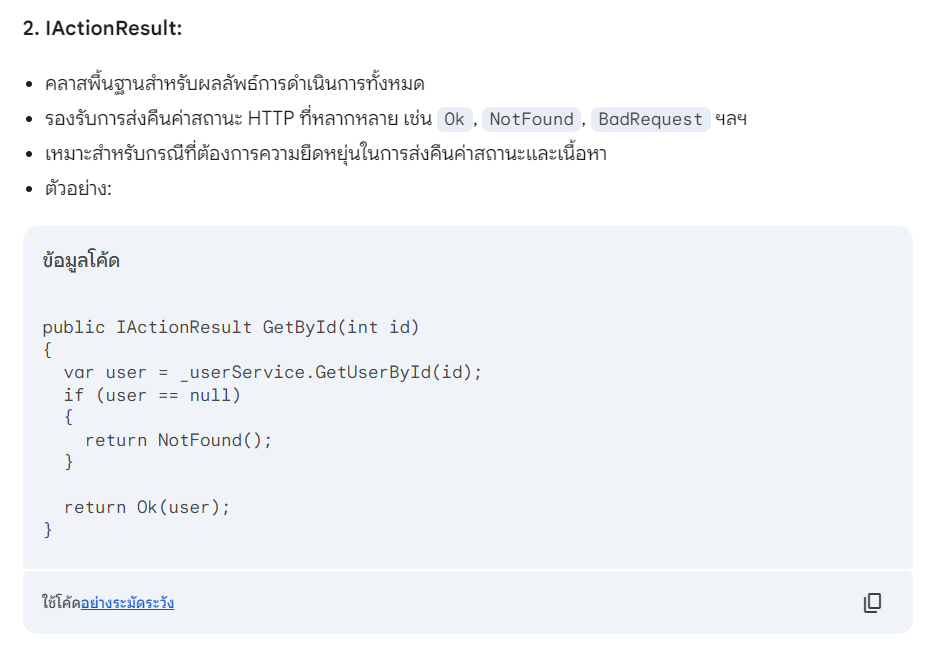 2. IActionResult:
• คลาสพื้นฐานสำหรับผลลัพธ์การดำเนินการทั้งหมด
• รองรับการส่งคืนค่าสถานะ HTTP ที่หลากหลาย เช่น Ok, NotFound, BadRequest ฯลฯ
• เหมาะสำหรับกรณีที่ต้องการความยืดหยุ่นในการส่งคืนค่าสถานะและเนื้อหา
• ตัวอย่าง:
ข้อมูลโค้ด
public IActionResult GetById(int id)
{
  var user = _userService.GetUserById(id);
  if (user == null)
  {
    return NotFound();
  }

  return Ok(user);
}
ใช้โค้ดอย่างระมัดระวัง